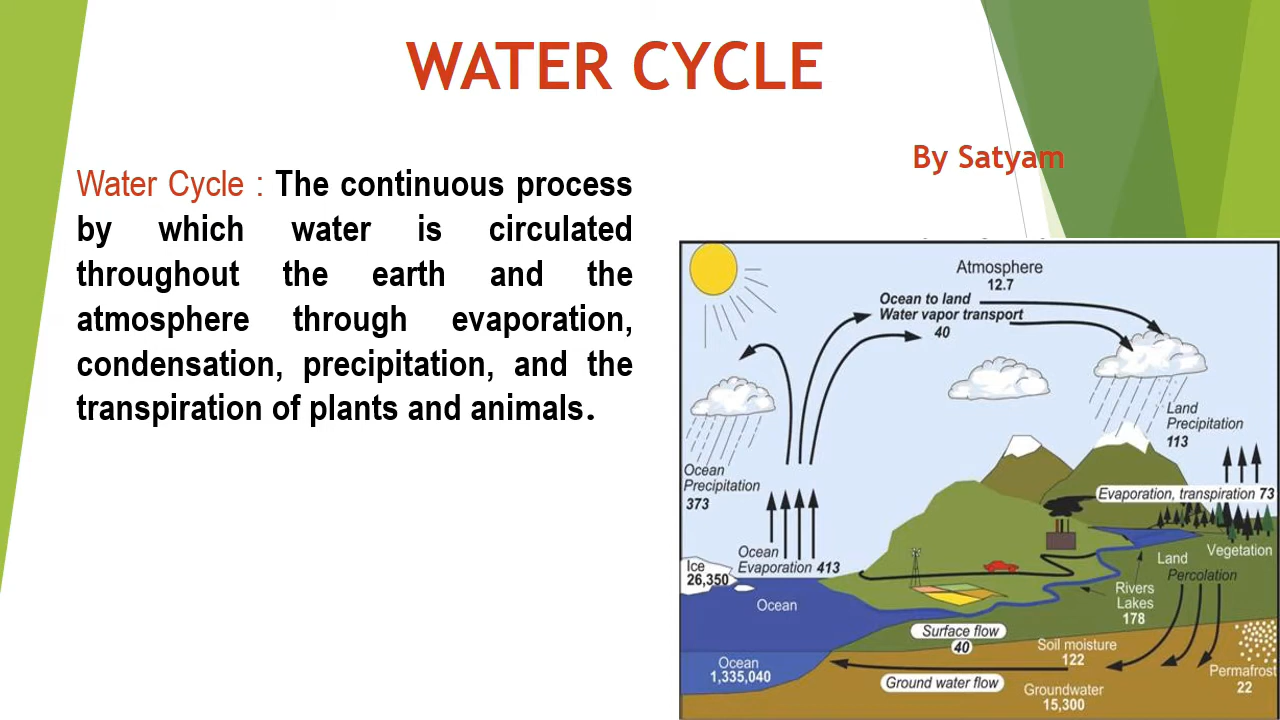 WATER CYCLE
By Satyam
Water Cycle : The continuous process
by which water is circulated
throughout the earth and the
atmosphere through evaporation,
condensation, precipitation, and the
transpiration of plants and animals.
Atmosphere
12.7
Ocean to land
Water vapor transport
40
Land
Precipitation
113
Ocean
Precipitation
373
Evaporation, transpiration 73
Ocean
Evaporation 413
Ice
26,350
Vegetation
Land
Percolation
Ocean
Rivers
Lakes
178
Surface flow
40
Soil moisture
122
Ocean
1,335,040
Permafrost
22
Ground water flow
Groundwater
15,300